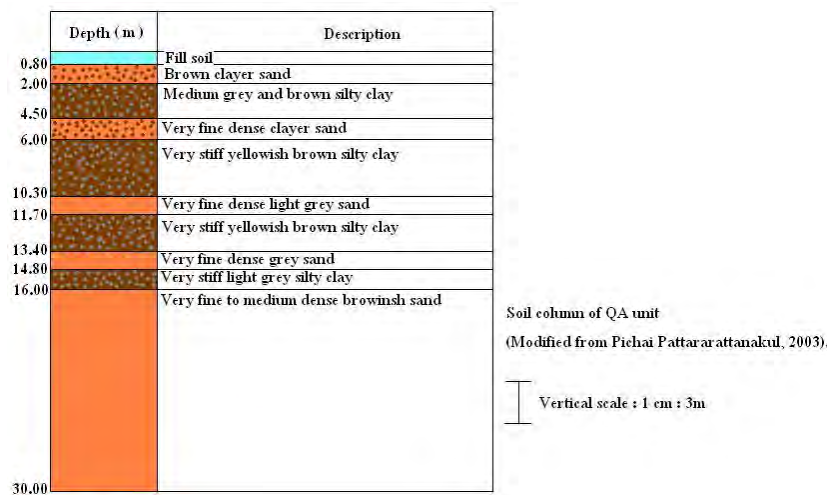 Depth ( m ) Description
Fill soil
0.80
Brown clayer sand
2.00
Medium grey and brown silty clay
4.50
Very fine dense clayer sand
6.00
Very stiff yellowish brown silty clay
10.30
Very fine dense light grey sand
11.70
Very stiff yellowish brown silty clay
13.40
Very fine dense grey sand
14.80
Very stiff light grey silty clay
16.00
Very fine to medium dense browinsh sand
30.00
Soil column of QA unit
(Modified from Pichai Pattararattanakul, 2003).
Vertical scale : 1 cm : 3m